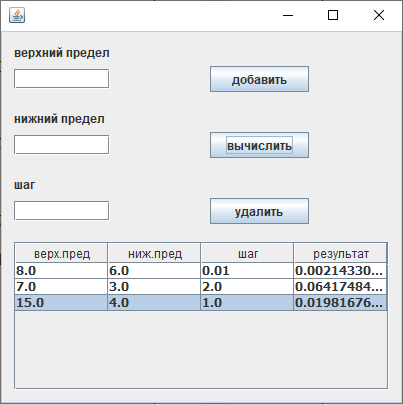 верхний предел
добавить
нижний предел
вычислить
шаг
удалить
верх.пред ниж.пред шаг результат
8.0 6.0 0.01 0.00214330...
7.0 3.0 2.0 0.06417484...
15.0 4.0 1.0 0.01981676...